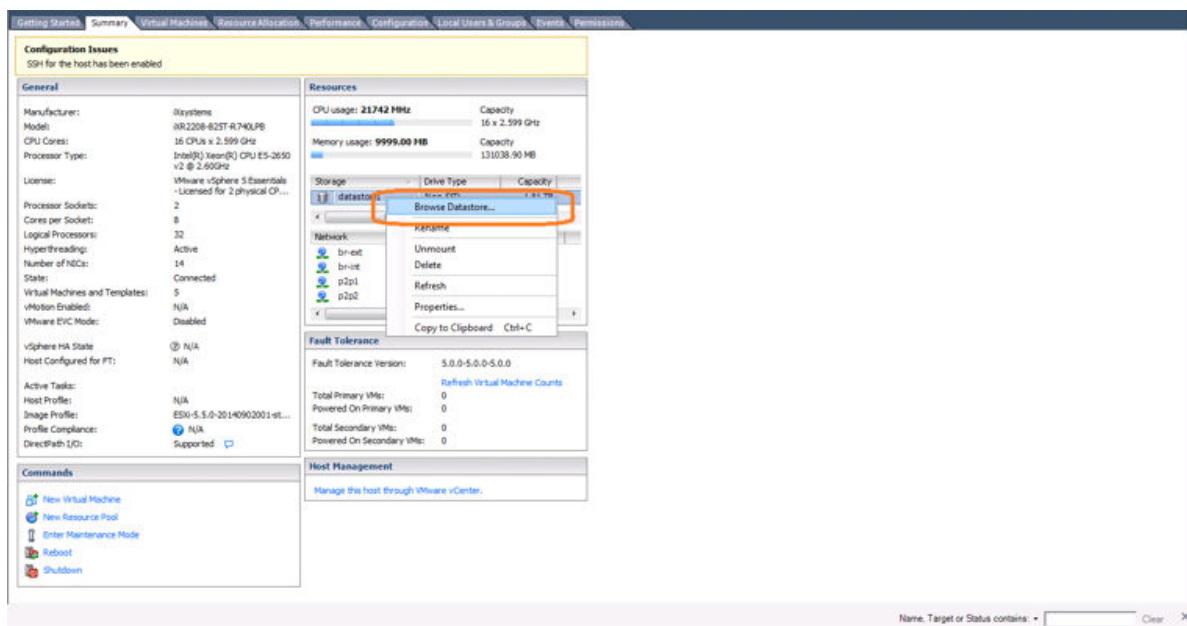 Getting Started Summary Virtual Machines Resource Allocation Performance Configuration Local Users & Groups Events Permissions
Configuration Issues
SSH for the host has been enabled
General
Manufacturer: iXsystems
Model: iXR2208-825T-R740LPB
CPU Cores: 16 CPUs x 2.599 GHz
Processor Type: Intel(R) Xeon(R) CPU E5-2650
v2 @ 2.60GHz
License: VMware vSphere 5 Essentials
- Licensed for 2 physical CP...
Processor Sockets: 2
Cores per Socket: 8
Logical Processors: 32
Hyperthreading: Active
Number of NICs: 14
State: Connected
Virtual Machines and Templates: 5
vMotion Enabled: N/A
VMware EVC Mode: Disabled
vSphere HA State N/A
Host Configured for FT: N/A
Active Tasks:
Host Profile: N/A
Image Profile: ESXi-5.5.0-20140902001-st...
Profile Compliance: N/A
DirectPath I/O: Supported
Commands
New Virtual Machine
New Resource Pool
Enter Maintenance Mode
Reboot
Shutdown
Resources
CPU usage: 21742 MHz Capacity
16 x 2.599 GHz
Memory usage: 9999.00 MB Capacity
131038.90 MB
Storage Drive Type Capacity
Browse Datastore...
Rename
Unmount
Delete
Refresh
Properties...
Copy to Clipboard Ctrl+C
Network
br-ext
br-int
p2p1
p2p2
Fault Tolerance
Fault Tolerance Version: 5.0.0-5.0.0-5.0.0
Refresh Virtual Machine Counts
Total Primary VMs: 0
Powered On Primary VMs: 0
Total Secondary VMs: 0
Powered On Secondary VMs: 0
Host Management
Manage this host through VMware vCenter.
Name, Target or Status contains: Clear